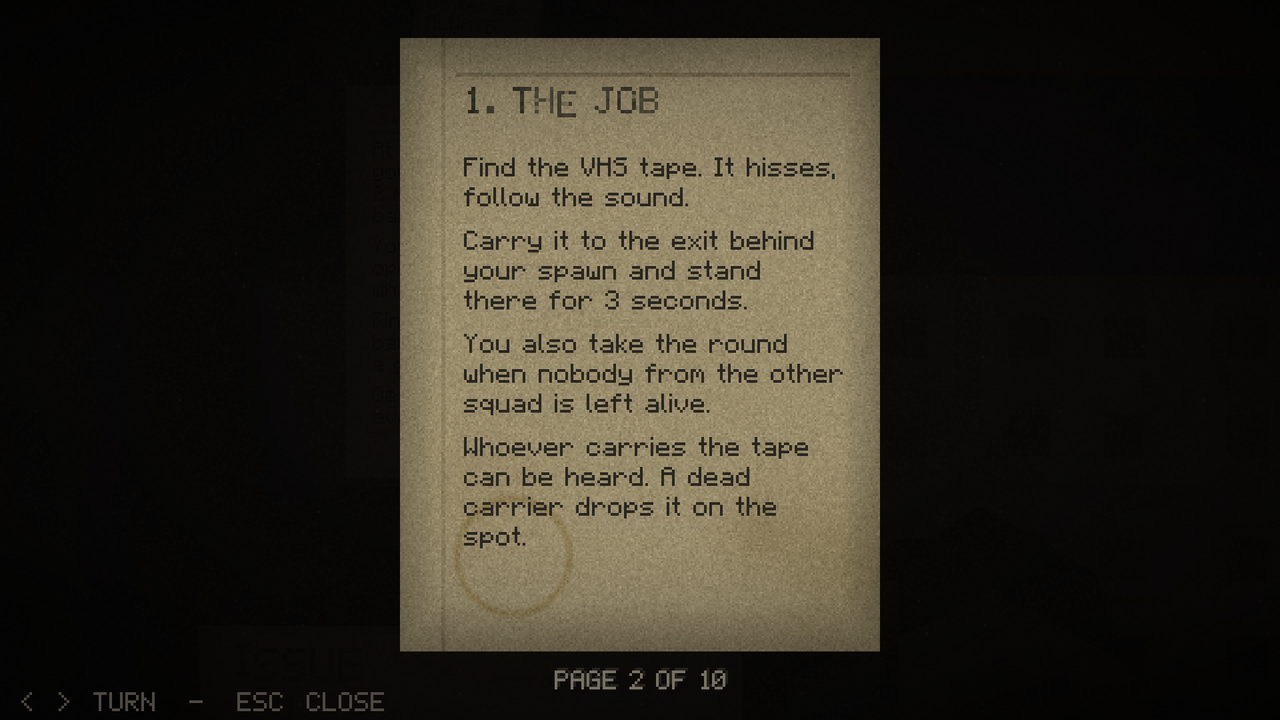 1. THE JOB
Find the VHS tape. It hisses,
follow the sound.
Carry it to the exit behind
your spawn and stand
there for 3 seconds.
You also take the round
when nobody from the other
squad is left alive.
Whoever carries the tape
can be heard. A dead
carrier drops it on the
spot.
PAGE 2 OF 10
< > TURN - ESC CLOSE